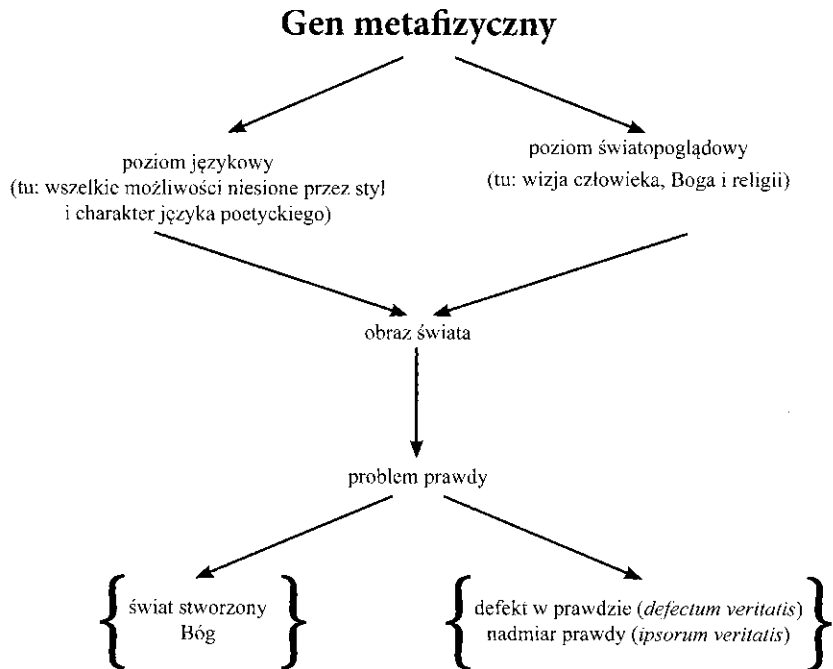 Gen metafizyczny
poziom językowy
(tu: wszelkie możliwości niesione przez styl
i charakter języka poetyckiego)
poziom światopoglądowy
(tu: wizja człowieka, Boga i religii)
obraz świata
problem prawdy
świat stworzony
Bóg
defekt w prawdzie (defectum veritatis)
nadmiar prawdy (ipsorum veritatis)